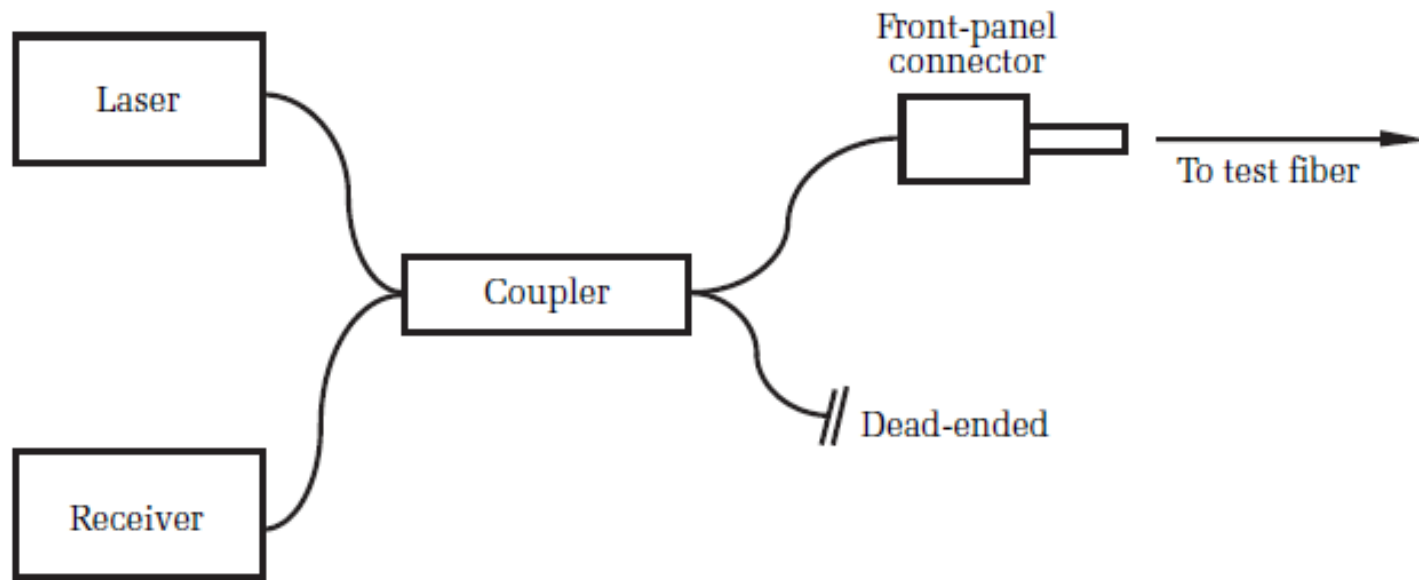 Laser
Front-panel
connector
To test fiber
Coupler
Dead-ended
Receiver